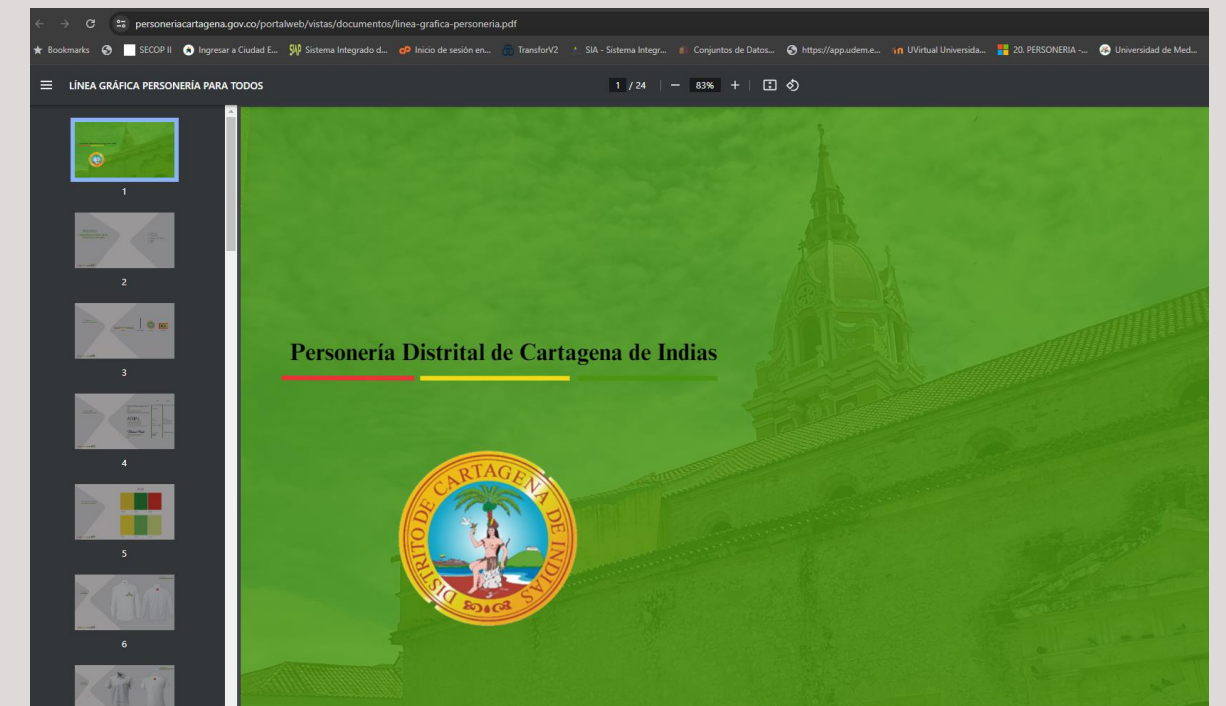 personeriacartagena.gov.co/portalweb/vistas/documentos/linea-grafica-personeria.pdf
Bookmarks SECOP II Ingresar a Ciudad E... Sistema Integrado d... Inicio de sesión en... TransforV2 SIA - Sistema Integr... Conjuntos de Datos... https://app.udem.e... UVirtual Universida... 20. PERSONERIA -... Universidad de Med...
LÍNEA GRÁFICA PERSONERÍA PARA TODOS 1 / 24 83%
1
2
3
4
5
6
Personería Distrital de Cartagena de Indias
DISTRITO DE CARTAGENA DE INDIAS